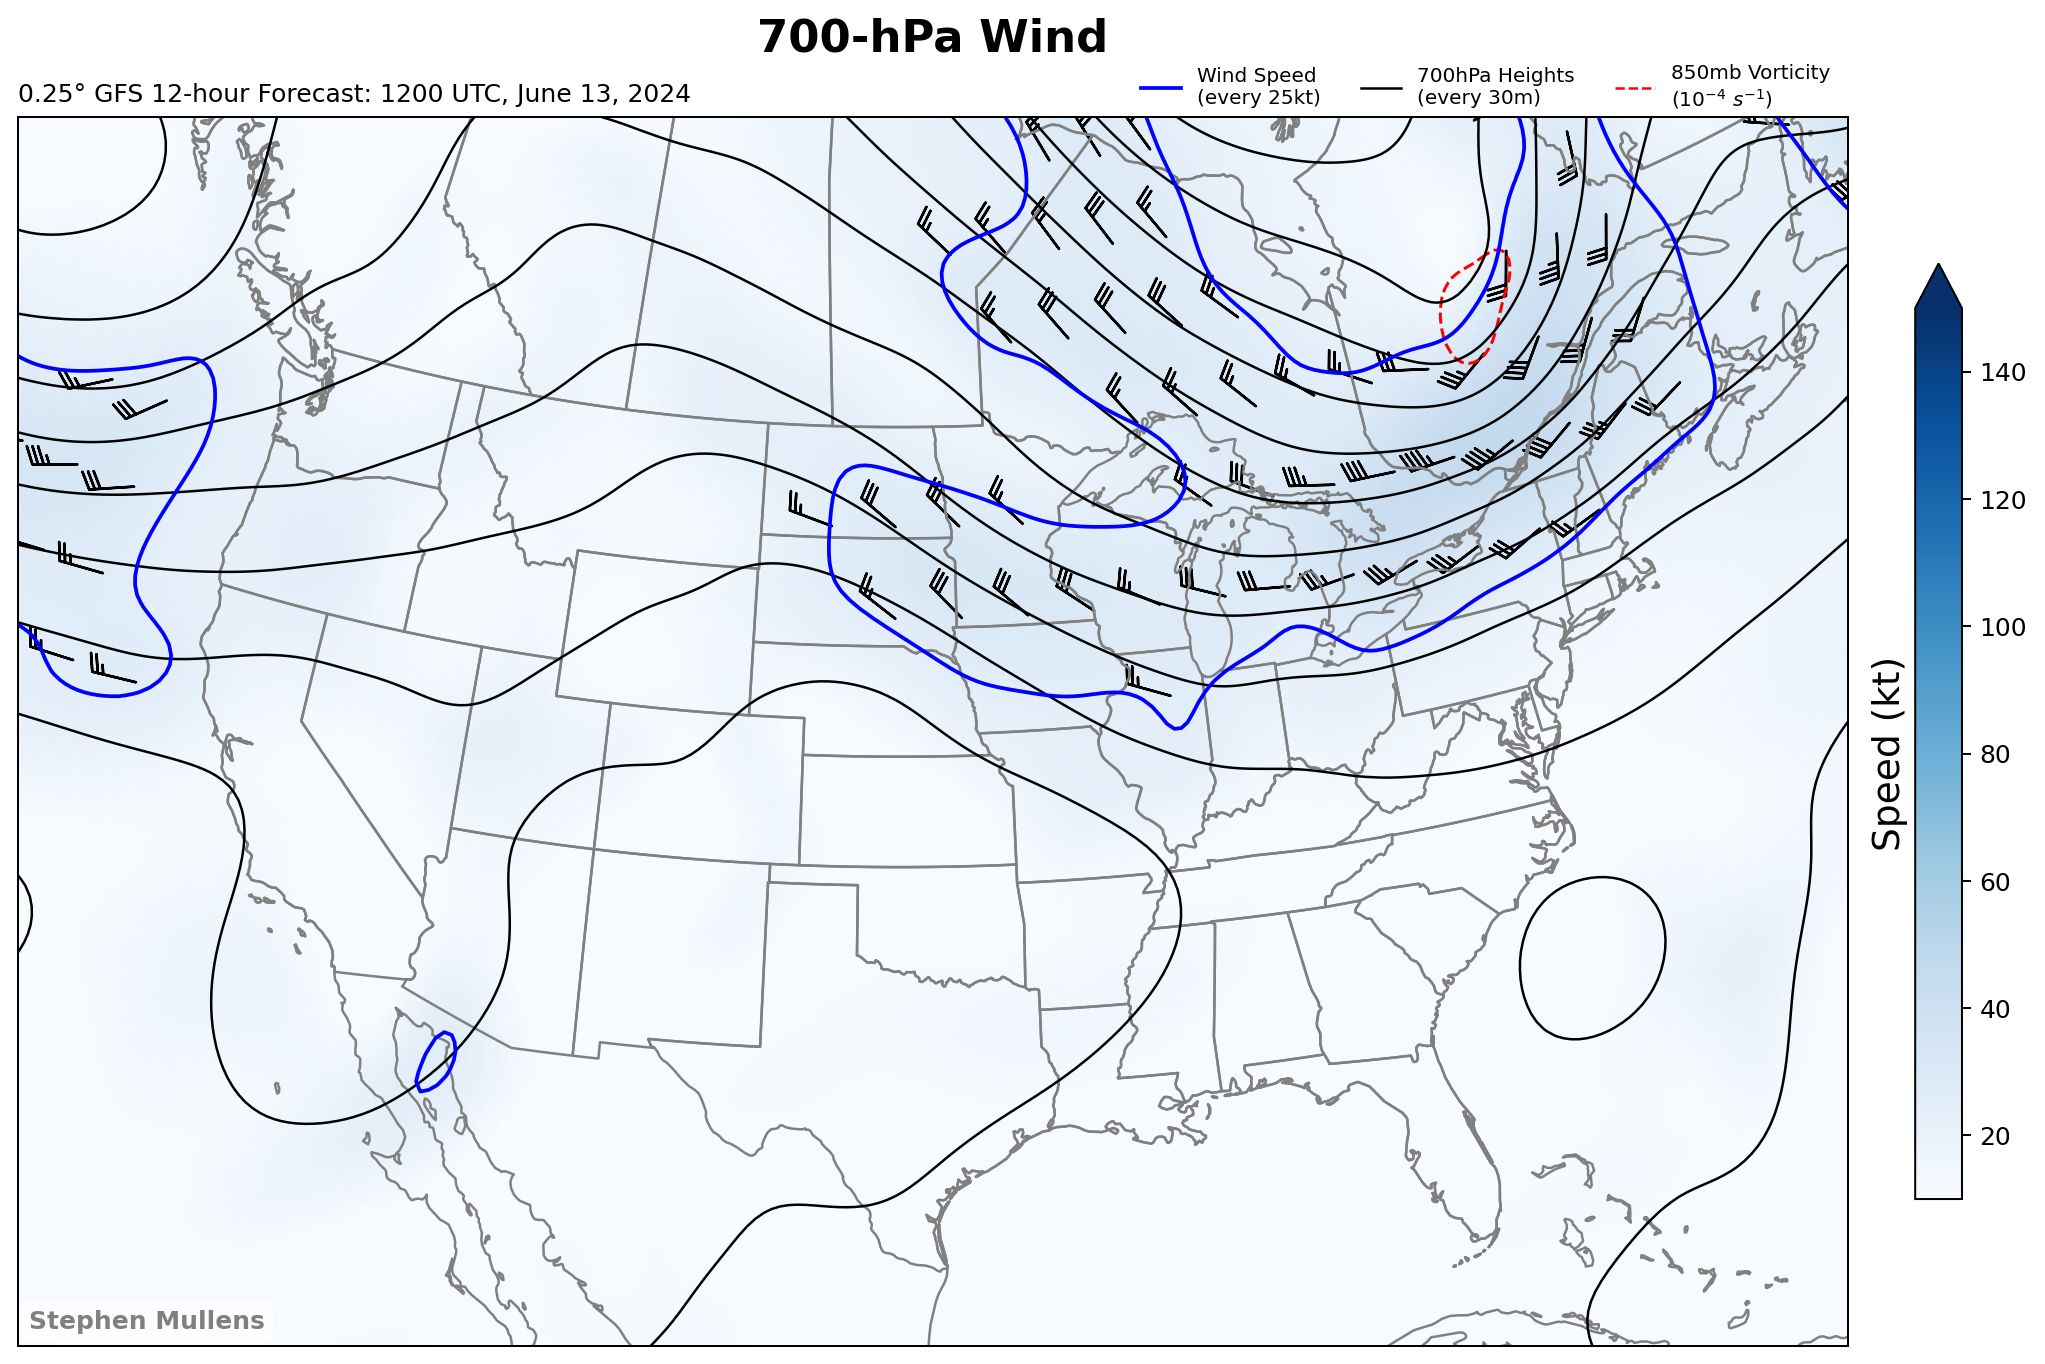 700-hPa Wind
0.25° GFS 12-hour Forecast: 1200 UTC, June 13, 2024
Wind Speed
(every 25kt)
700hPa Heights
(every 30m)
850mb Vorticity
(10⁻⁴ s⁻¹)
140
120
100
80
60
40
20
Speed (kt)
Stephen Mullens